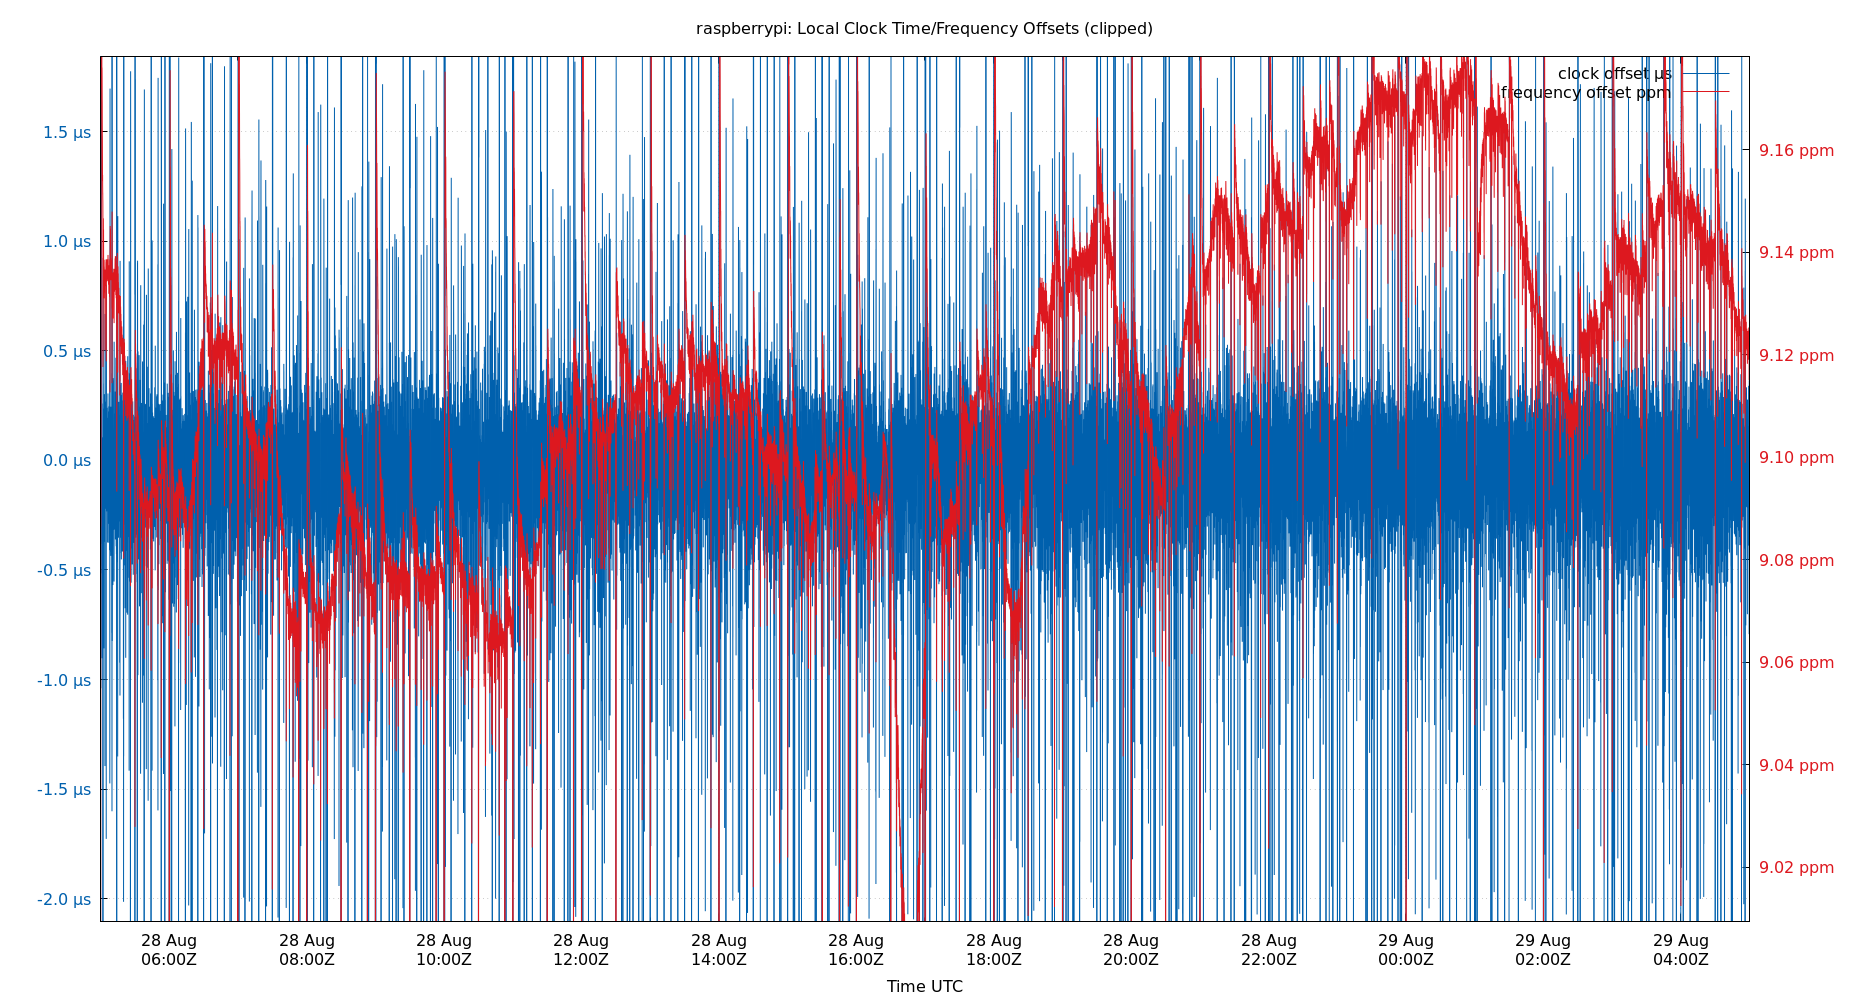 raspberrypi: Local Clock Time/Frequency Offsets (clipped)
clock offset µs
frequency offset ppm
1.5 µs
1.0 µs
0.5 µs
0.0 µs
-0.5 µs
-1.0 µs
-1.5 µs
-2.0 µs
9.16 ppm
9.14 ppm
9.12 ppm
9.10 ppm
9.08 ppm
9.06 ppm
9.04 ppm
9.02 ppm
28 Aug 28 Aug 28 Aug 28 Aug 28 Aug 28 Aug 28 Aug 28 Aug 28 Aug 29 Aug 29 Aug 29 Aug
06:00Z 08:00Z 10:00Z 12:00Z 14:00Z 16:00Z 18:00Z 20:00Z 22:00Z 00:00Z 02:00Z 04:00Z
Time UTC